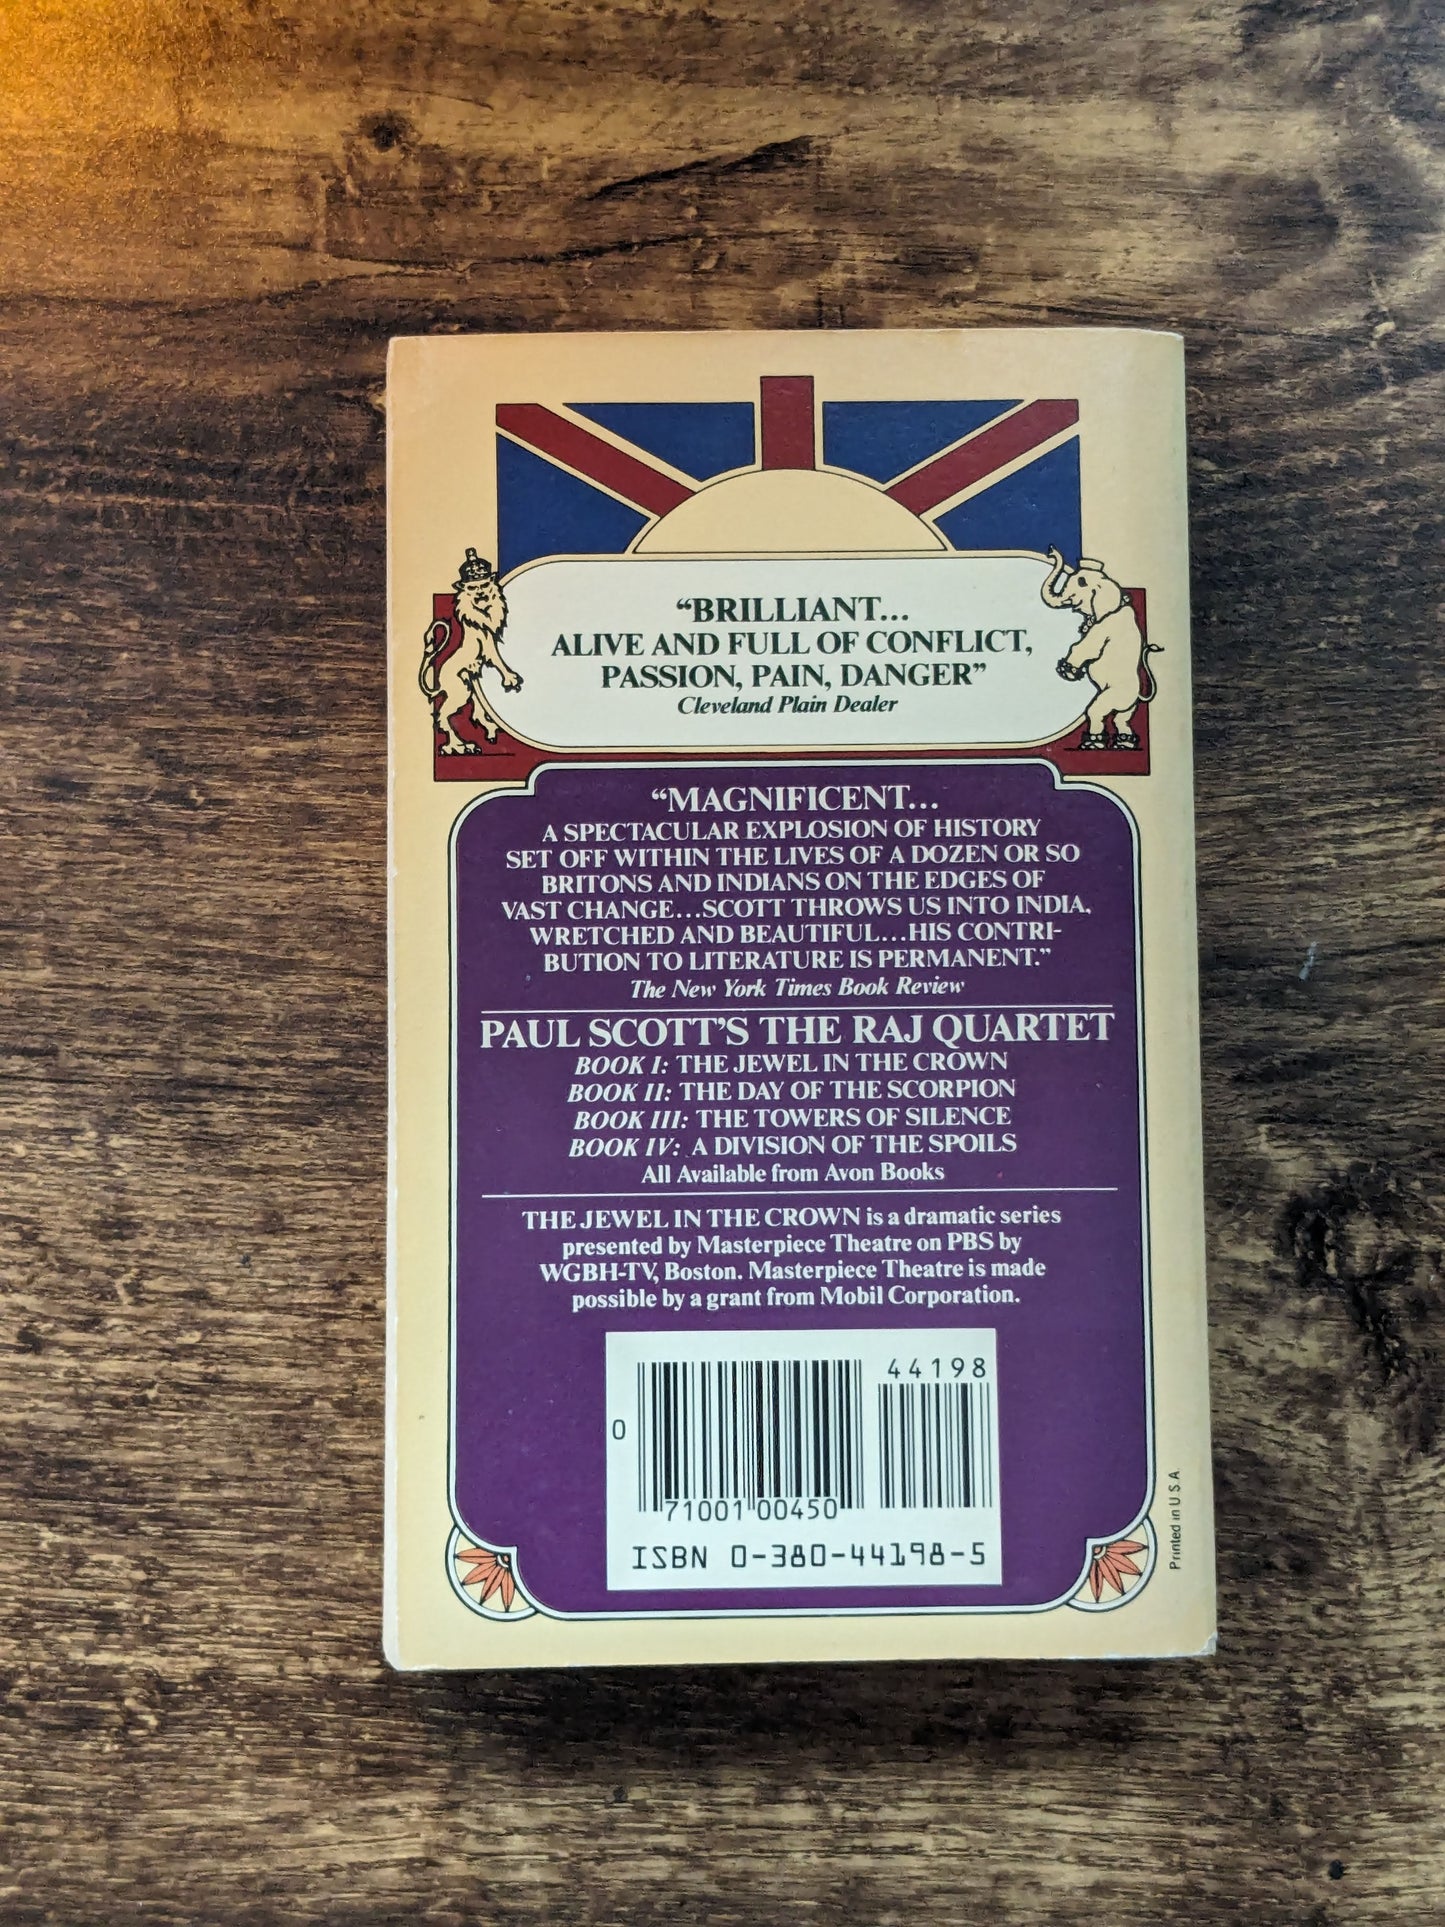 “BRILLIANT...
ALIVE AND FULL OF CONFLICT,
PASSION, PAIN, DANGER”
Cleveland Plain Dealer
“MAGNIFICENT...
A SPECTACULAR EXPLOSION OF HISTORY
SET OFF WITHIN THE LIVES OF A DOZEN OR SO
BRITONS AND INDIANS ON THE EDGES OF
VAST CHANGE...SCOTT THROWS US INTO INDIA,
WRETCHED AND BEAUTIFUL...HIS CONTRI-
BUTION TO LITERATURE IS PERMANENT.”
The New York Times Book Review
PAUL SCOTT'S THE RAJ QUARTET
BOOK I: THE JEWEL IN THE CROWN
BOOK II: THE DAY OF THE SCORPION
BOOK III: THE TOWERS OF SILENCE
BOOK IV: A DIVISION OF THE SPOILS
All Available from Avon Books
THE JEWEL IN THE CROWN is a dramatic series
presented by Masterpiece Theatre on PBS by
WGBH-TV, Boston. Masterpiece Theatre is made
possible by a grant from Mobil Corporation.
44198
0
71001 00450
ISBN 0-380-44198-5
Printed in U.S.A.